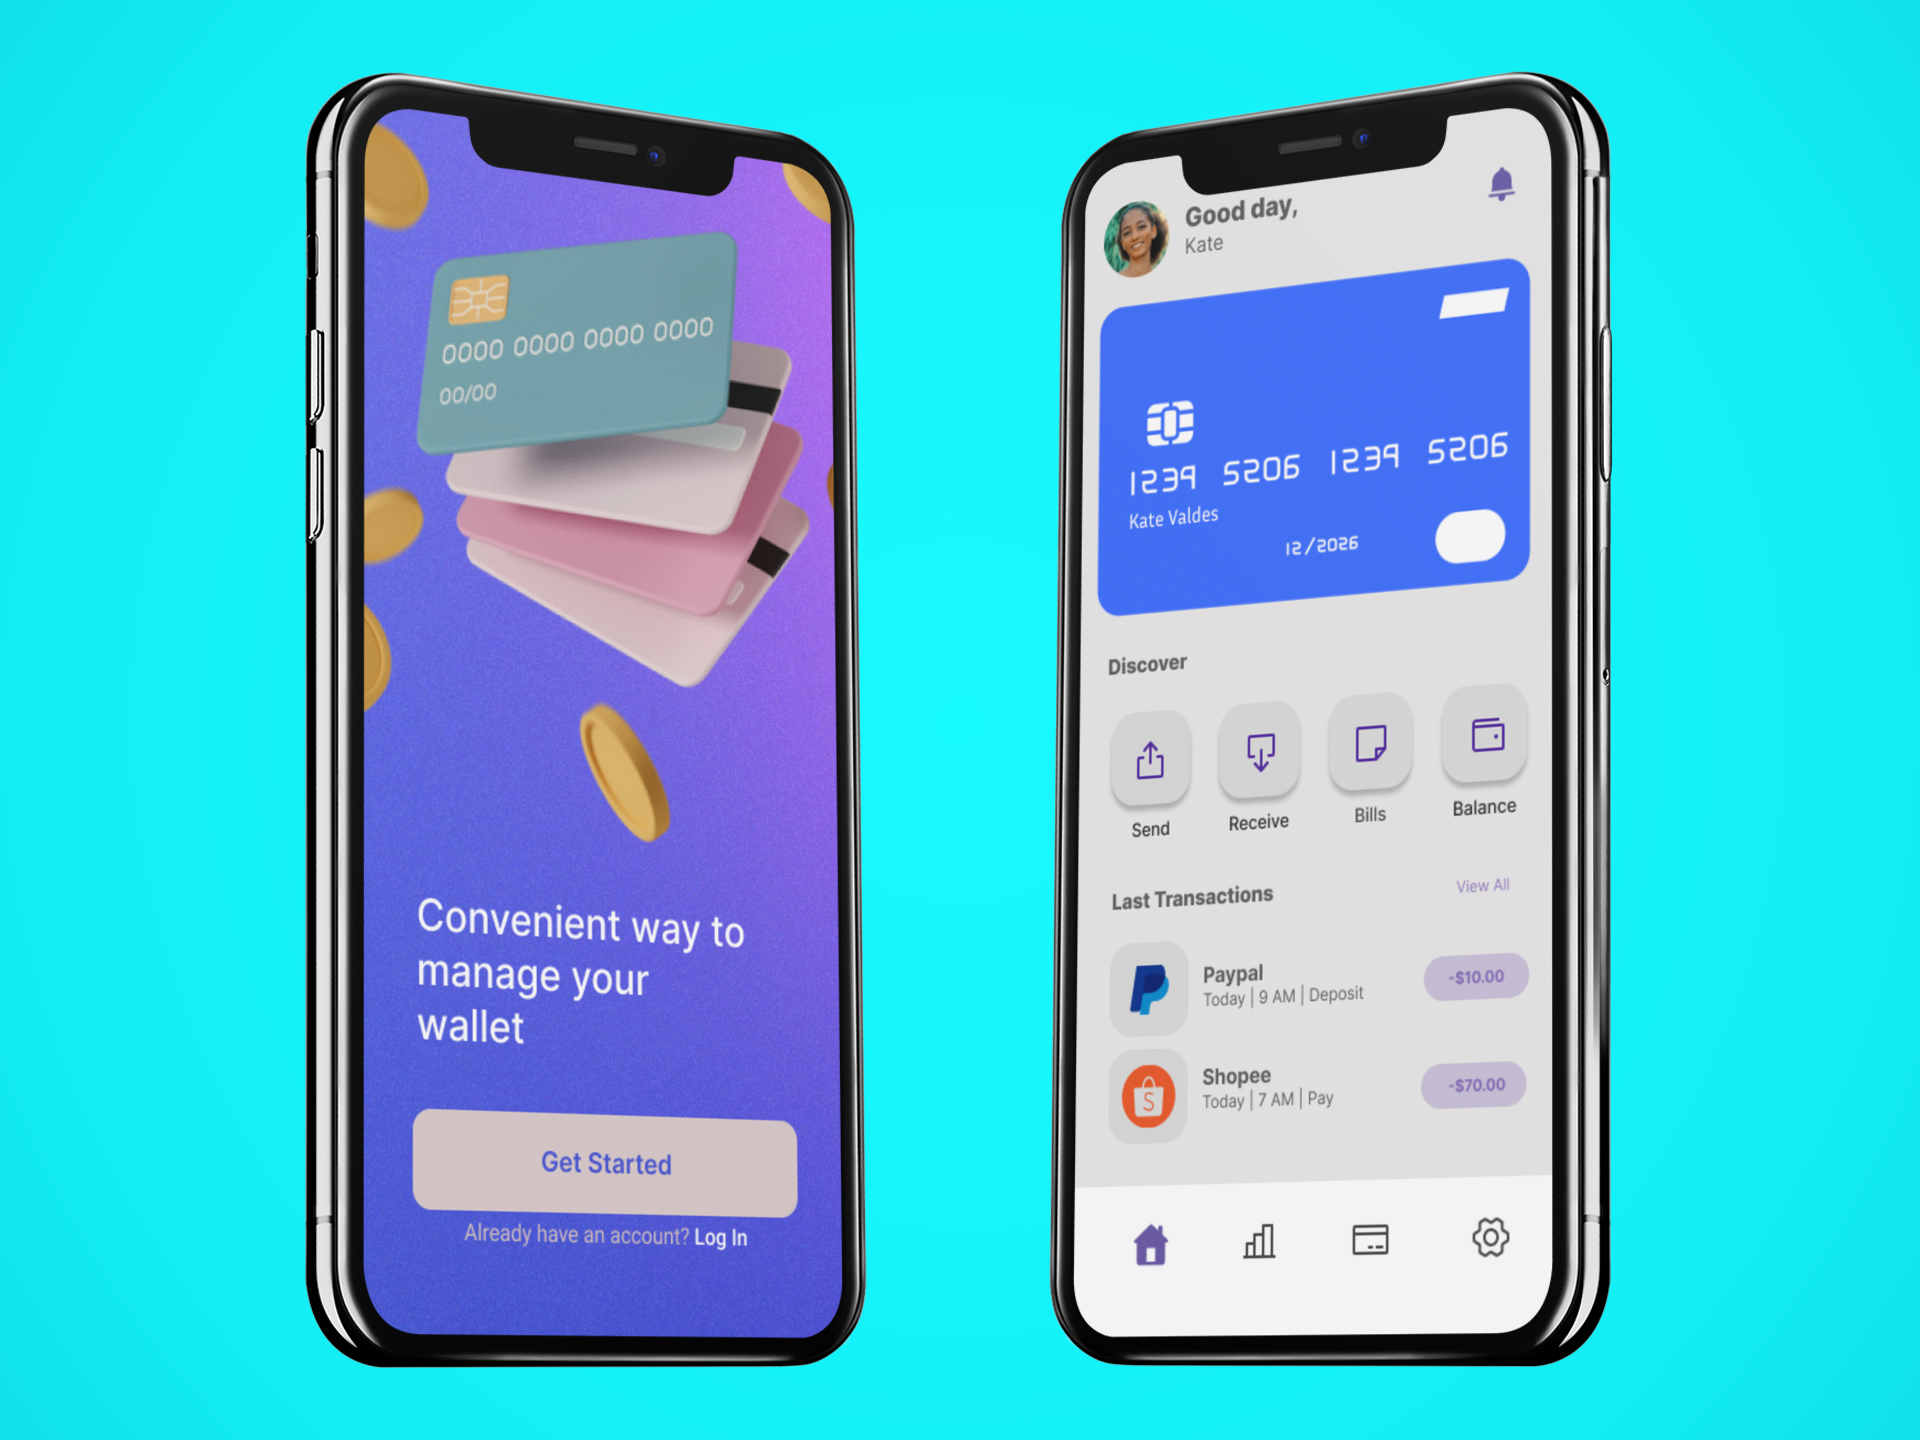 0000 0000 0000 0000
00/00
Convenient way to
manage your
wallet
Get Started
Already have an account? Log In
Good day,
Kate
1239 5206 1239 5206
Kate Valdes
12/2026
Discover
Send Receive Bills Balance
Last Transactions View All
Paypal
Today | 9 AM | Deposit
-$10.00
Shopee
Today | 7 AM | Pay
-$70.00